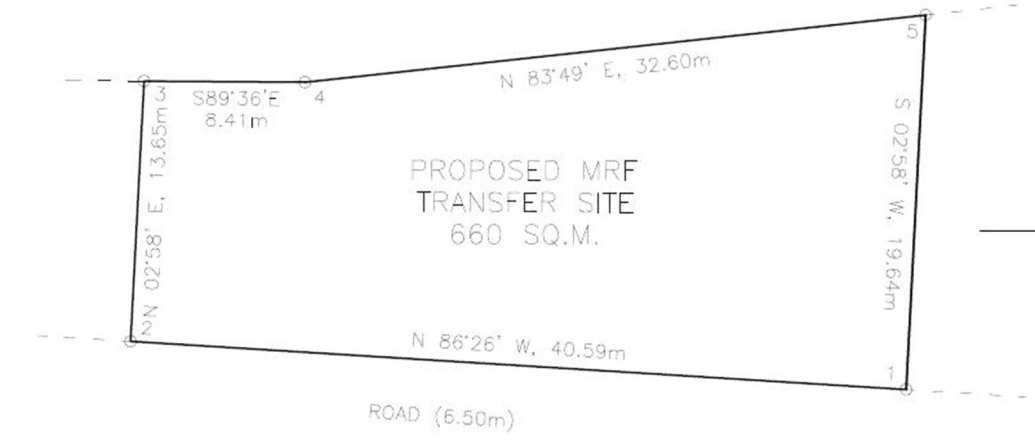 5
N 83°49' E, 32.60m
3
S89°36'E
8.41m
4
N 02°58' E, 13.65m
S 02°58' W, 19.64m
PROPOSED MRF
TRANSFER SITE
660 SQ.M.
2
N 86°26' W, 40.59m
1
ROAD (6.50m)